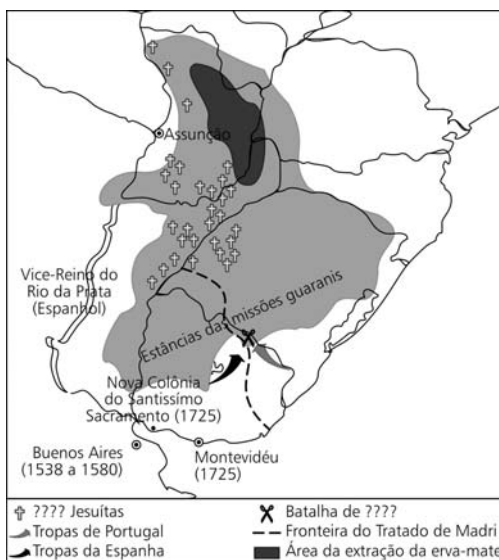 Assunção
Vice-Reino do
Rio da Prata
(Espanhol)
Estâncias das missões guaranis
Nova Colônia
do Santíssimo
Sacramento (1725)
Buenos Aires
(1538 a 1580)
Montevidéu
(1725)
???? Jesuítas
Tropas de Portugal
Tropas da Espanha
Batalha de ????
Fronteira do Tratado de Madri
Área da extração da erva-mate